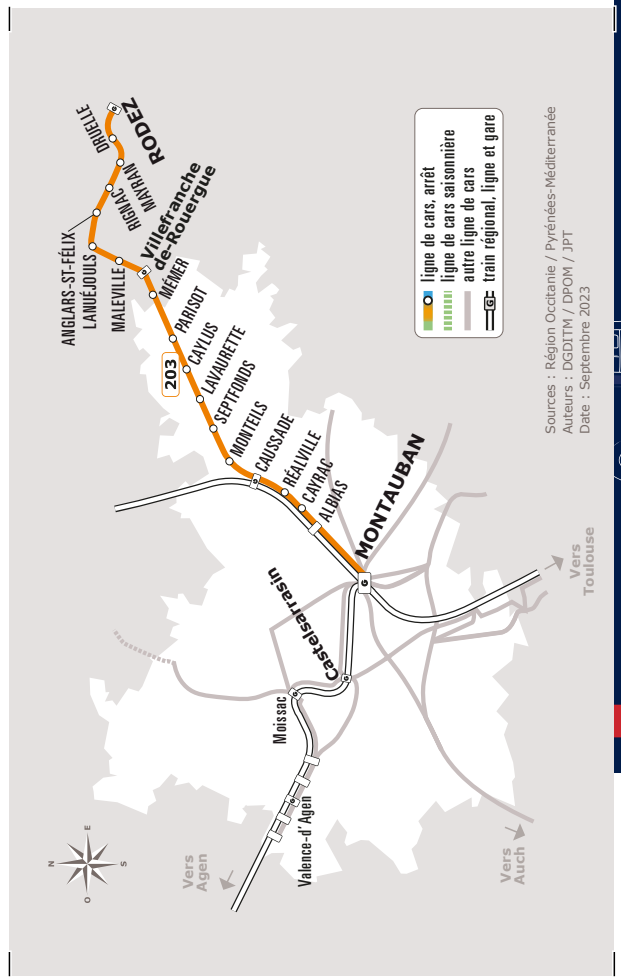 N
E
S
O
Vers
Agen
Vers
Auch
Vers
Toulouse
Valence-d'Agen
Moissac
Castelsarrasin
MONTAUBAN
ALBIAS
CAYRAC
RÉALVILLE
CAUSSADE
MONTEILS
SEPTFONDS
LAVAURETTE
CAYLUS
PARISOT
203
MÉMER
Villefranche
de-Rouergue
MALEVILLE
LANUÉJOULS
ANGLARS-ST-FÉLIX
RIGNAC
MAYRAN
DRUELLE
RODEZ
G
G
G
G
G
G
G
ligne de cars, arrêt
ligne de cars saisonnière
autre ligne de cars
G
train régional, ligne et gare
Sources : Région Occitanie / Pyrénées-Méditerranée
Auteurs : DGDITM / DPOM / JPT
Date : Septembre 2023